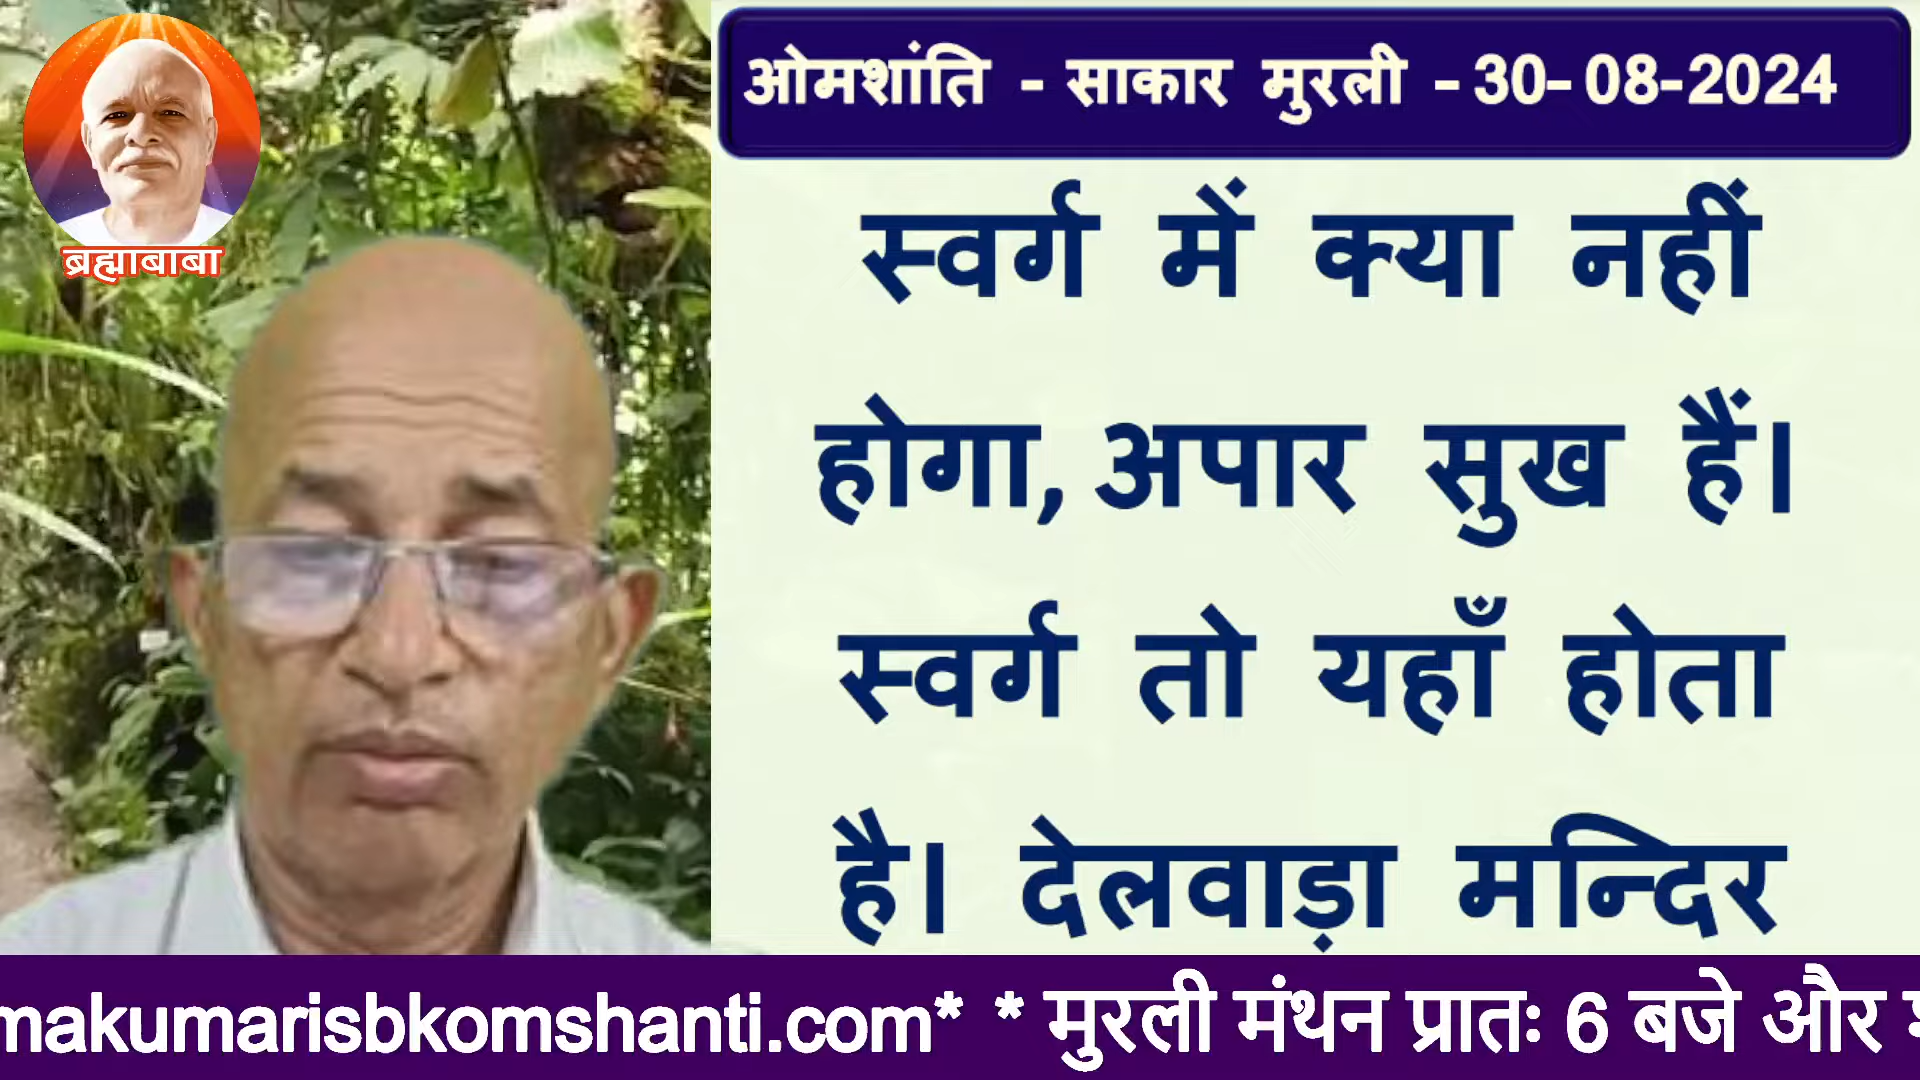 ब्रह्माबाबा
ओमशांति - साकार मुरली - 30- 08-2024
स्वर्ग में क्या नहीं
होगा, अपार सुख हैं।
स्वर्ग तो यहाँ होता
है। देलवाड़ा मन्दिर
makumarisbkomshanti.com* * मुरली मंथन प्रातः 6 बजे और